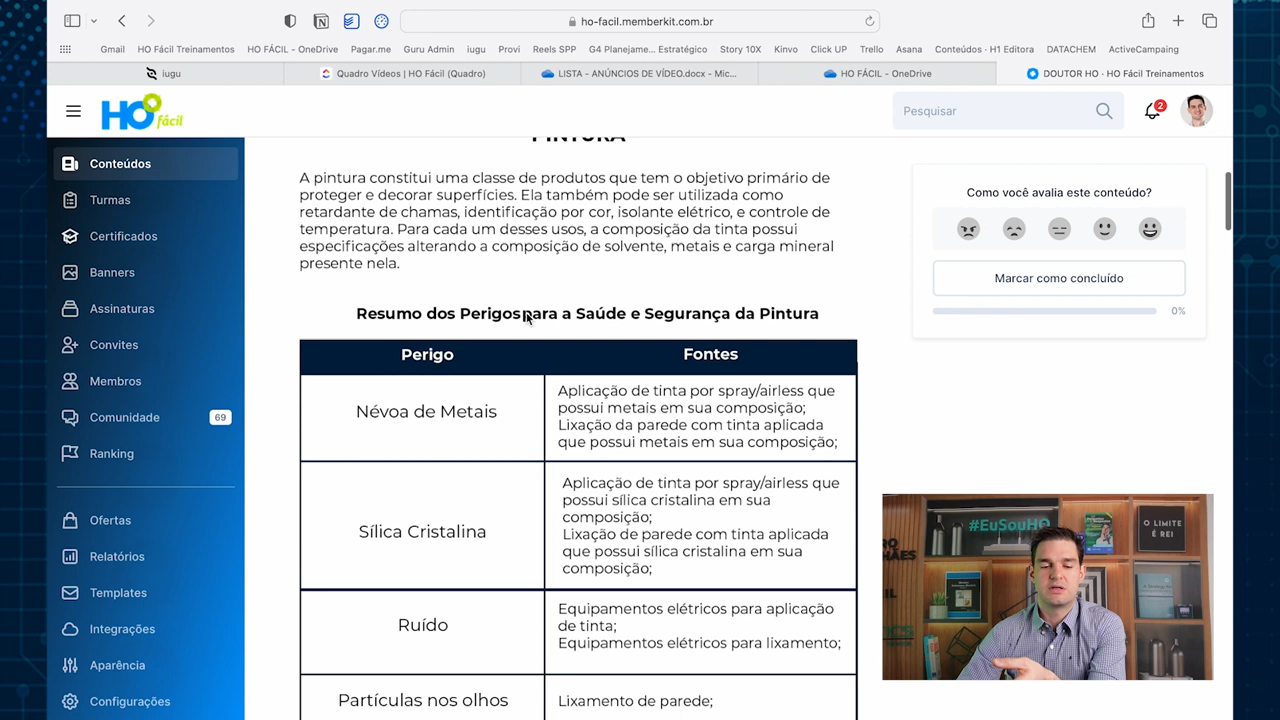 ho-facil.memberkit.com.br
Gmail HO Fácil Treinamentos HO FÁCIL - OneDrive Pagar.me Guru Admin iugu Provi Reels SPP G4 Planejame... Estratégico Story 10X Kinvo Click UP Trello Asana Conteúdos · H1 Editora DATACHEM ActiveCampaing
iugu
Quadro Vídeos | HO Fácil (Quadro)
LISTA - ANÚNCIOS DE VÍDEO.docx - Mic...
HO FÁCIL - OneDrive
DOUTOR HO · HO Fácil Treinamentos
HO fácil
Pesquisar
2
Conteúdos
Turmas
Certificados
Banners
Assinaturas
Convites
Membros
Comunidade 69
Ranking
Ofertas
Relatórios
Templates
Integrações
Aparência
Configurações
PINTURA
A pintura constitui uma classe de produtos que tem o objetivo primário de
proteger e decorar superfícies. Ela também pode ser utilizada como
retardante de chamas, identificação por cor, isolante elétrico, e controle de
temperatura. Para cada um desses usos, a composição da tinta possui
especificações alterando a composição de solvente, metais e carga mineral
presente nela.
Resumo dos Perigos para a Saúde e Segurança da Pintura
Perigo Fontes
Névoa de Metais
Aplicação de tinta por spray/airless que
possui metais em sua composição;
Lixação da parede com tinta aplicada
que possui metais em sua composição;
Sílica Cristalina
Aplicação de tinta por spray/airless que
possui sílica cristalina em sua
composição;
Lixação de parede com tinta aplicada
que possui sílica cristalina em sua
composição;
Ruído
Equipamentos elétricos para aplicação
de tinta;
Equipamentos elétricos para lixamento;
Partículas nos olhos
Lixamento de parede;
Como você avalia este conteúdo?
Marcar como concluído
0%
#EuSouHO
O LIMITE
É REI